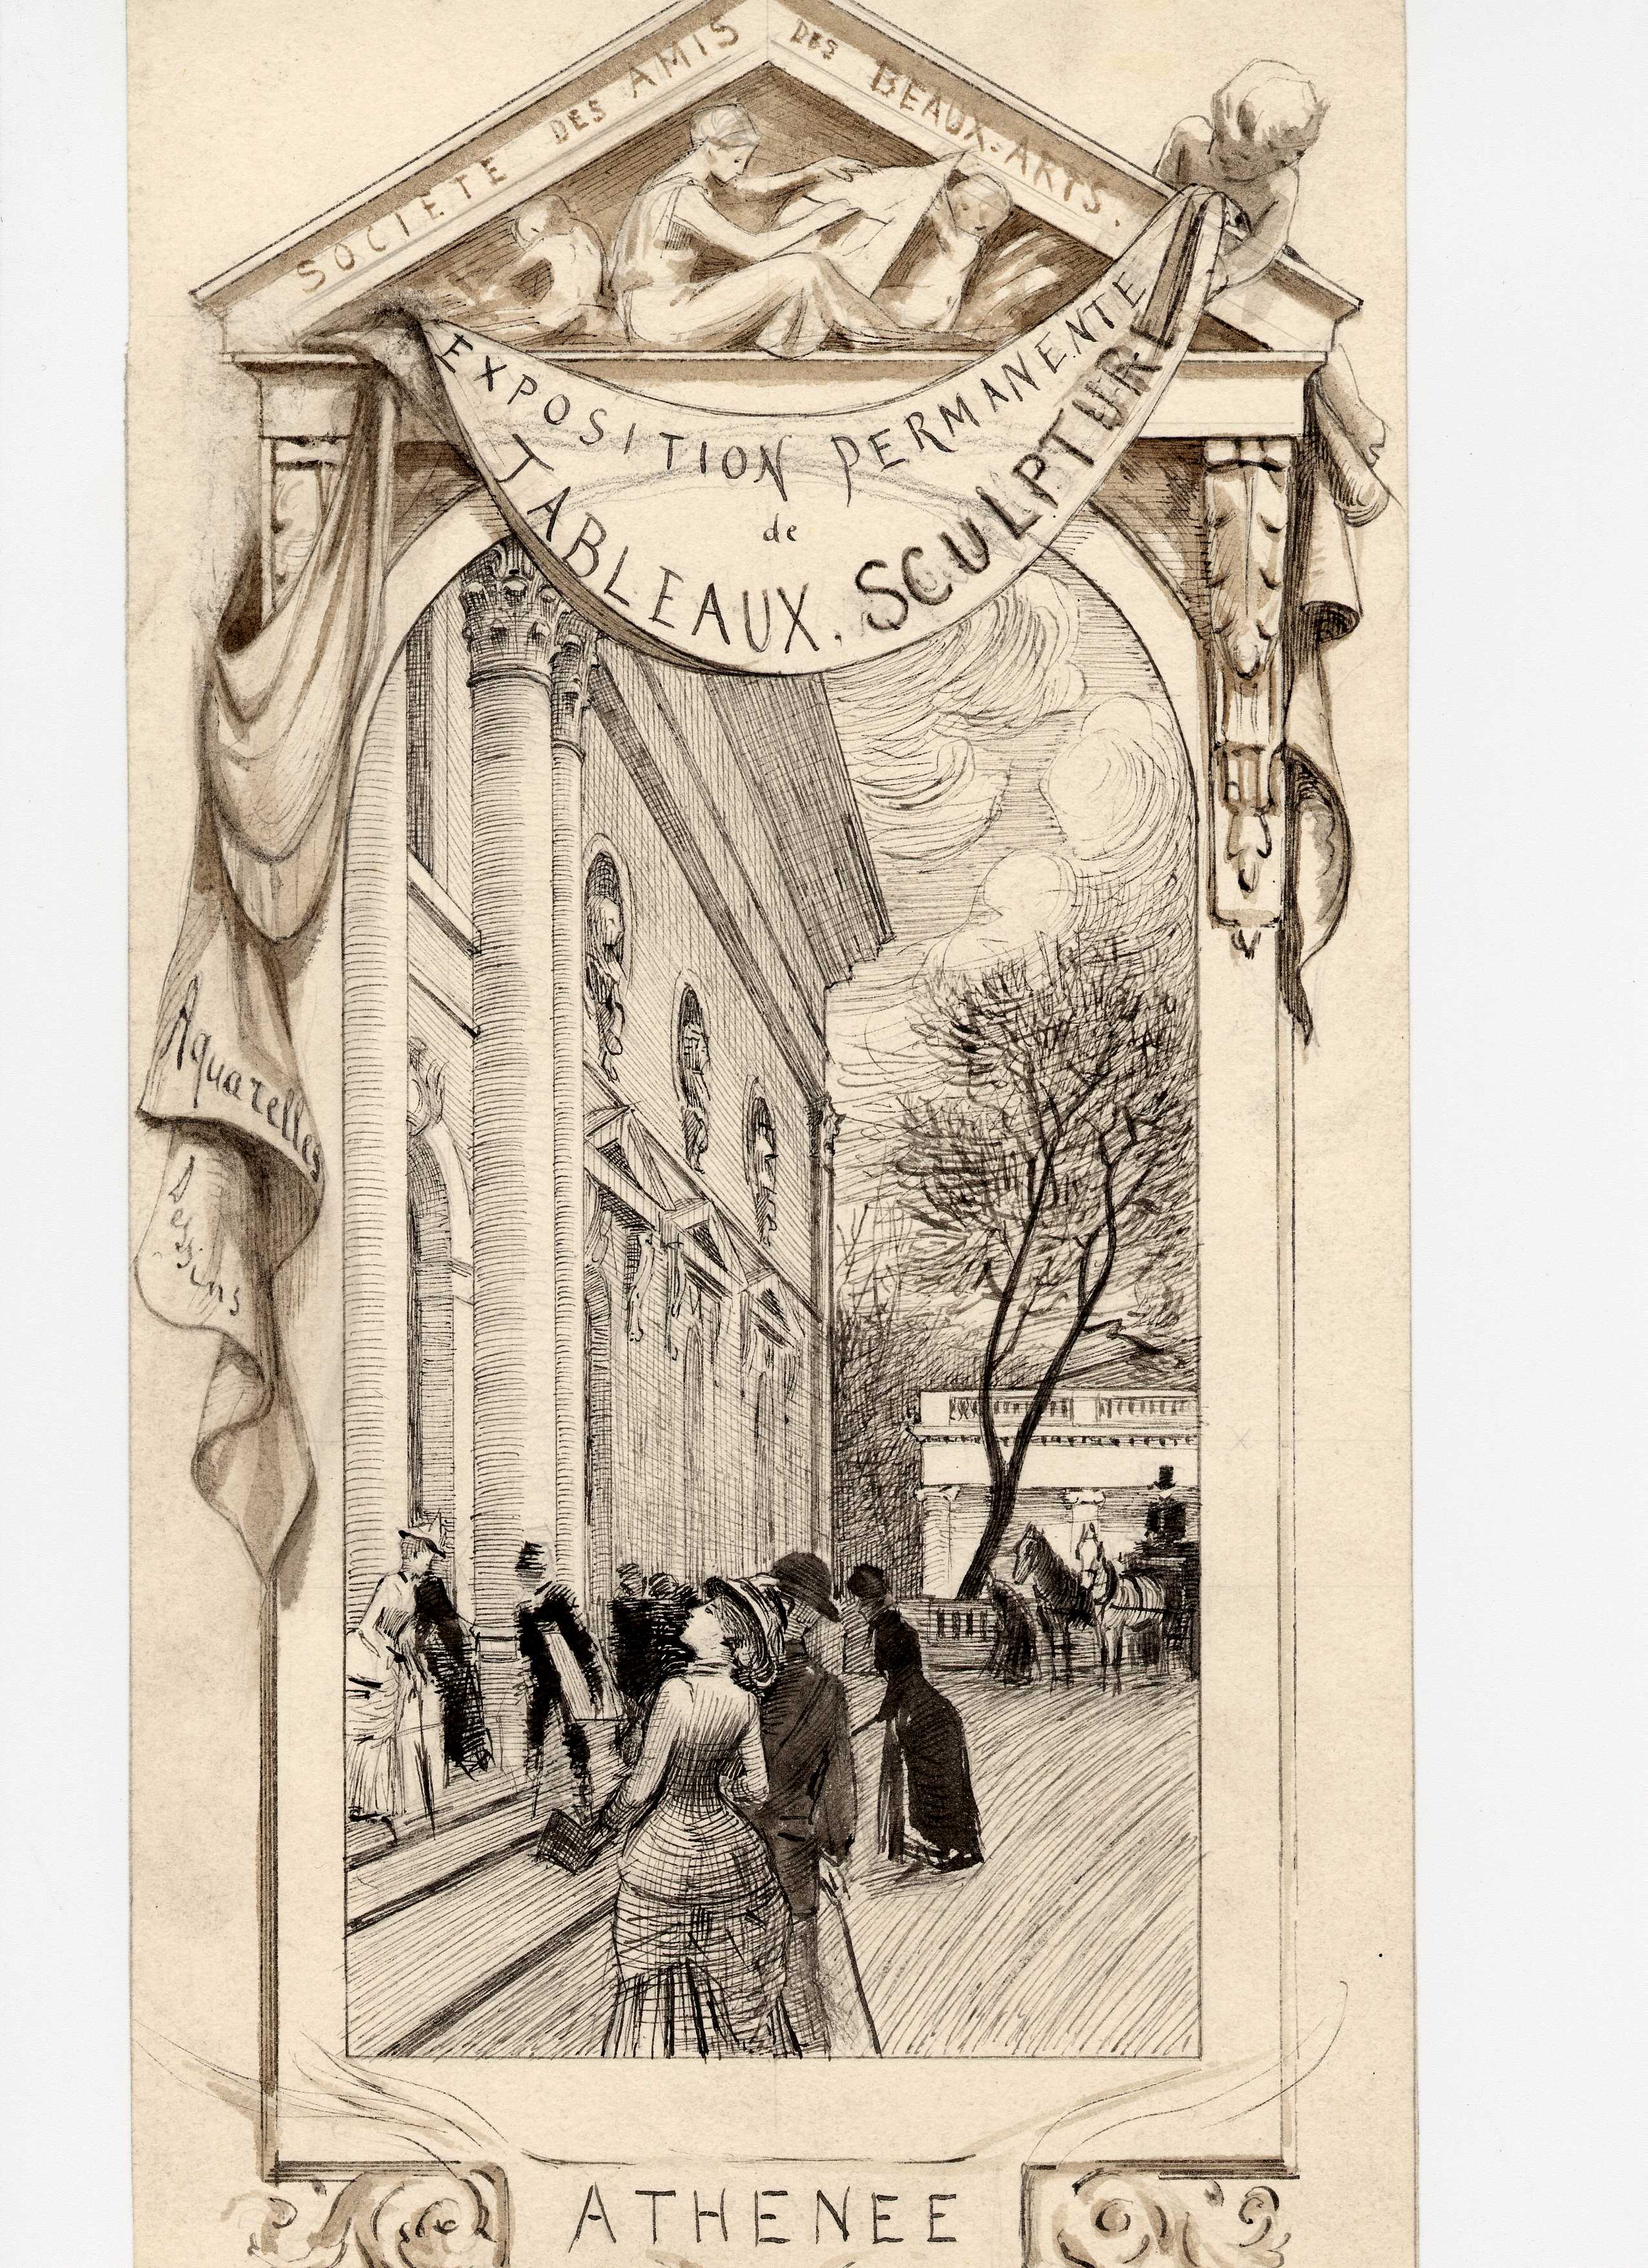 SOCIETE DES AMIS DES BEAUX-ARTS.
EXPOSITION PERMANENTE
de
TABLEAUX. SCULPTURE
Aquarelles
Dessins
ATHENEE